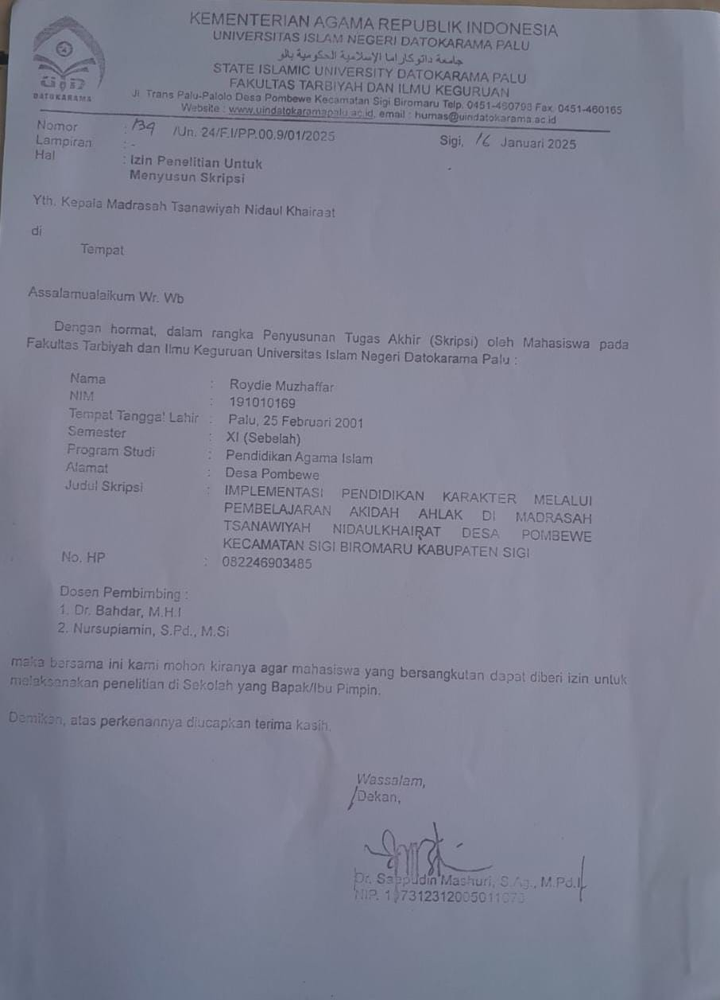 KEMENTERIAN AGAMA REPUBLIK INDONESIA
UNIVERSITAS ISLAM NEGERI DATOKARAMA PALU
جامعة داتوكاراما الإسلامية الحكومية بالو
STATE ISLAMIC UNIVERSITY DATOKARAMA PALU
FAKULTAS TARBIYAH DAN ILMU KEGURUAN
Jl. Trans Palu-Palolo Desa Pombewe Kecamatan Sigi Biromaru Telp. 0451-460798 Fax. 0451-460165
Website : www.uindatokaramapalu.ac.id, email : humas@uindatokarama.ac.id
DATOKARAMA
Nomor : 134 /Un. 24/F.I/PP.00.9/01/2025 Sigi, 16 Januari 2025
Lampiran : -
Hal : Izin Penelitian Untuk
Menyusun Skripsi
Yth. Kepala Madrasah Tsanawiyah Nidaul Khairaat
di
Tempat
Assalamualaikum Wr. Wb
Dengan hormat, dalam rangka Penyusunan Tugas Akhir (Skripsi) oleh Mahasiswa pada
Fakultas Tarbiyah dan Ilmu Keguruan Universitas Islam Negeri Datokarama Palu :
Nama : Roydie Muzhaffar
NIM : 191010169
Tempat Tanggal Lahir : Palu, 25 Februari 2001
Semester : XI (Sebelah)
Program Studi : Pendidikan Agama Islam
Alamat : Desa Pombewe
Judul Skripsi : IMPLEMENTASI PENDIDIKAN KARAKTER MELALUI
PEMBELAJARAN AKIDAH AHLAK DI MADRASAH
TSANAWIYAH NIDAULKHAIRAT DESA POMBEWE
KECAMATAN SIGI BIROMARU KABUPATEN SIGI
No. HP : 082246903485
Dosen Pembimbing :
1. Dr. Bahdar, M.H.I
2. Nursupiamin, S.Pd., M.Si
maka bersama ini kami mohon kiranya agar mahasiswa yang bersangkutan dapat diberi izin untuk
melaksanakan penelitian di Sekolah yang Bapak/Ibu Pimpin.
Demikan, atas perkenannya diucapkan terima kasih.
Wassalam,
Dekan,
Dr. Saepudin Mashuri, S.Ag., M.Pd.I
NIP.